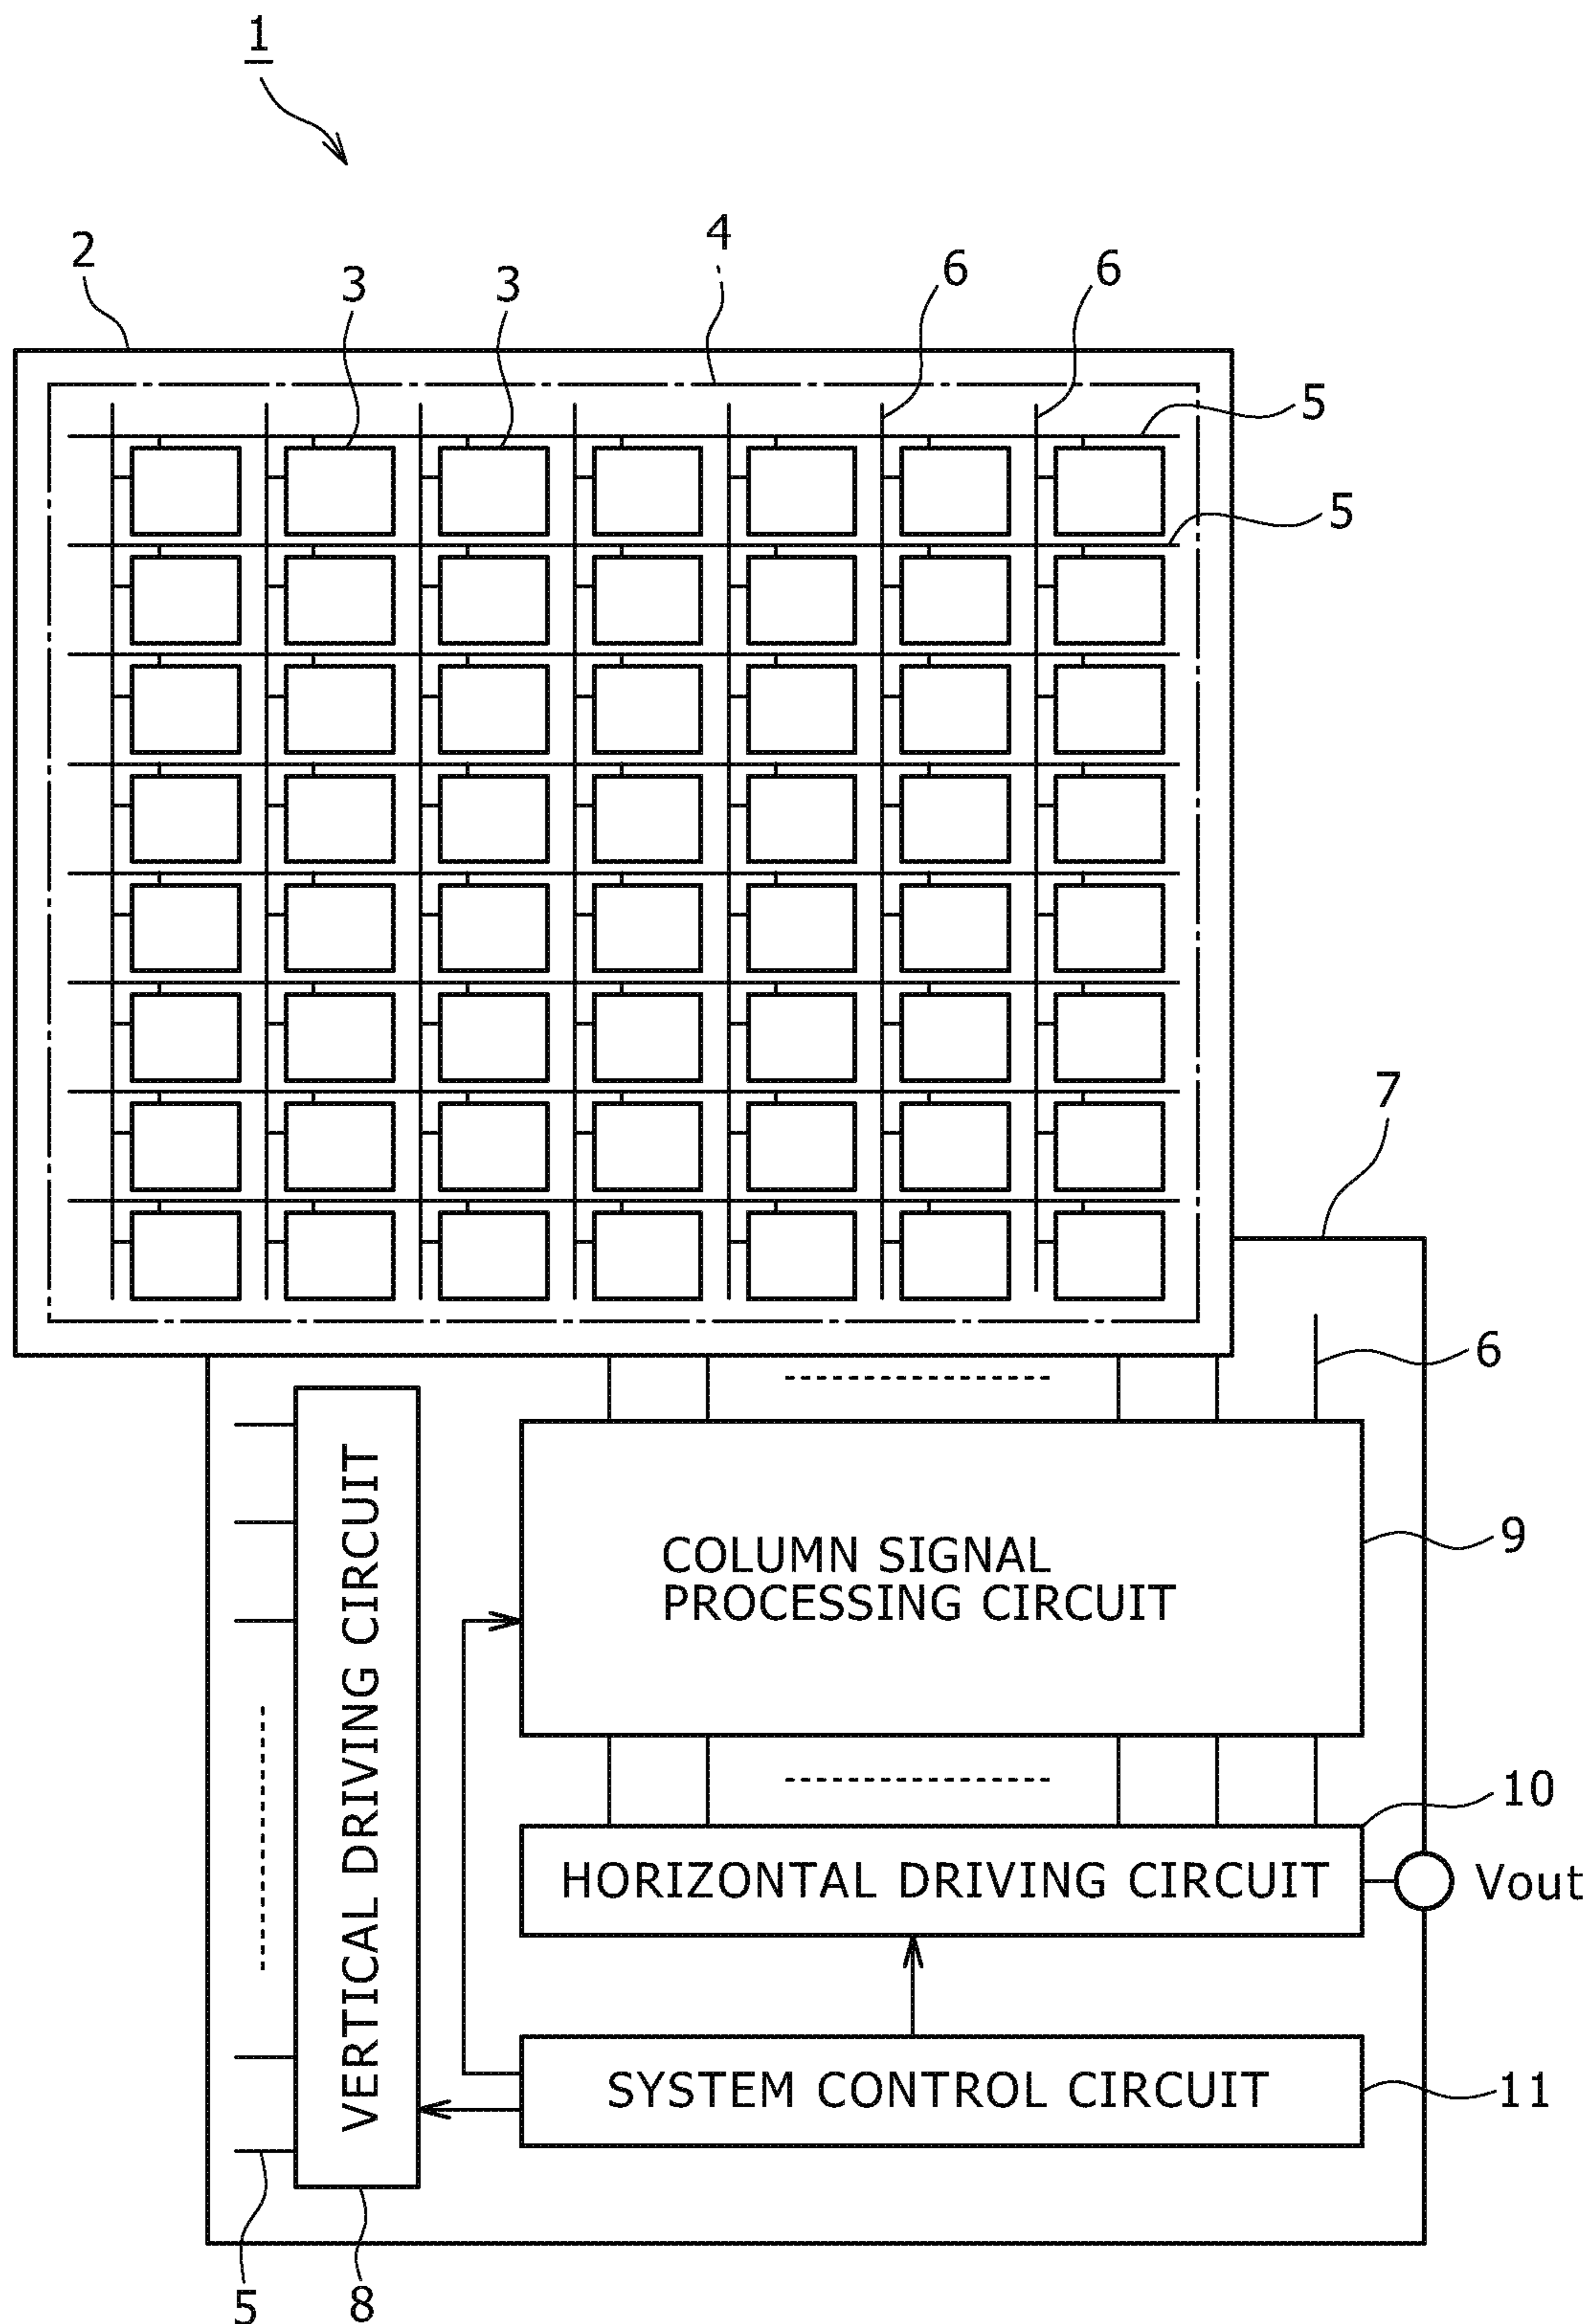 1
2
3
3
4
6
6
5
5
7
6
VERTICAL DRIVING CIRCUIT
COLUMN SIGNAL
PROCESSING CIRCUIT
9
10
HORIZONTAL DRIVING CIRCUIT
Vout
SYSTEM CONTROL CIRCUIT
11
5
8